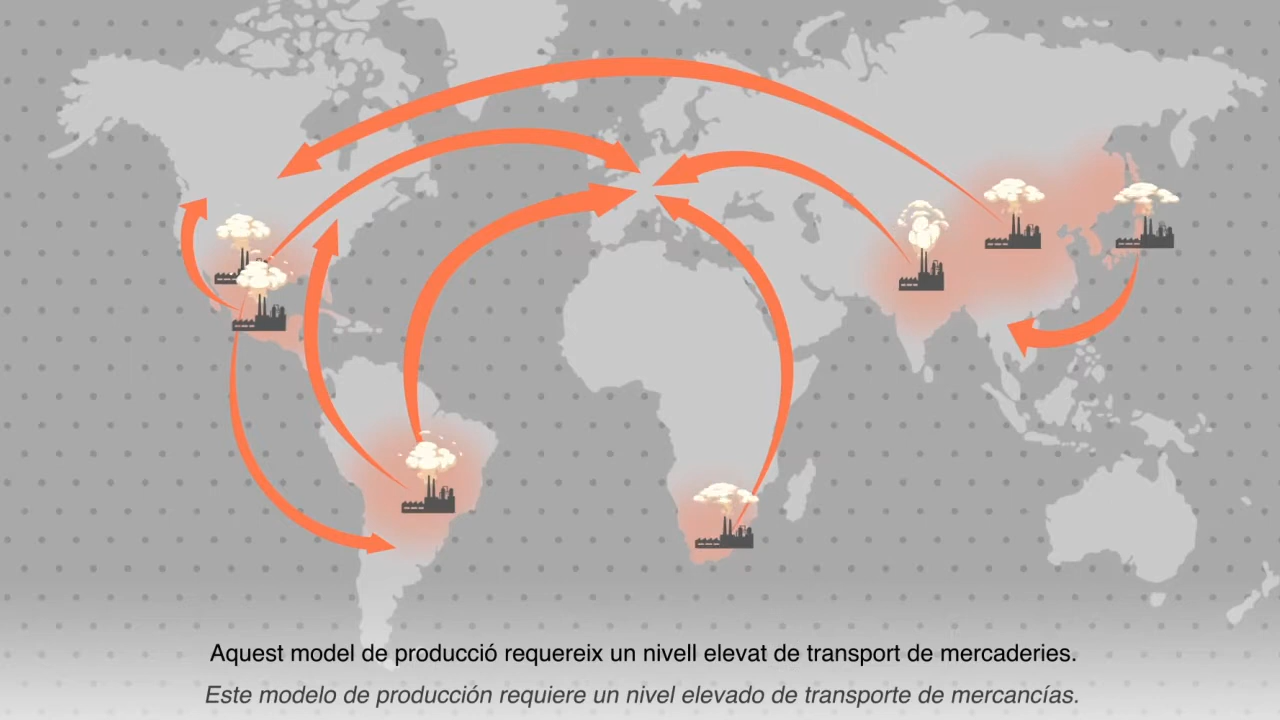 Aquest model de producció requereix un nivell elevat de transport de mercaderies.
Este modelo de producción requiere un nivel elevado de transporte de mercancías.